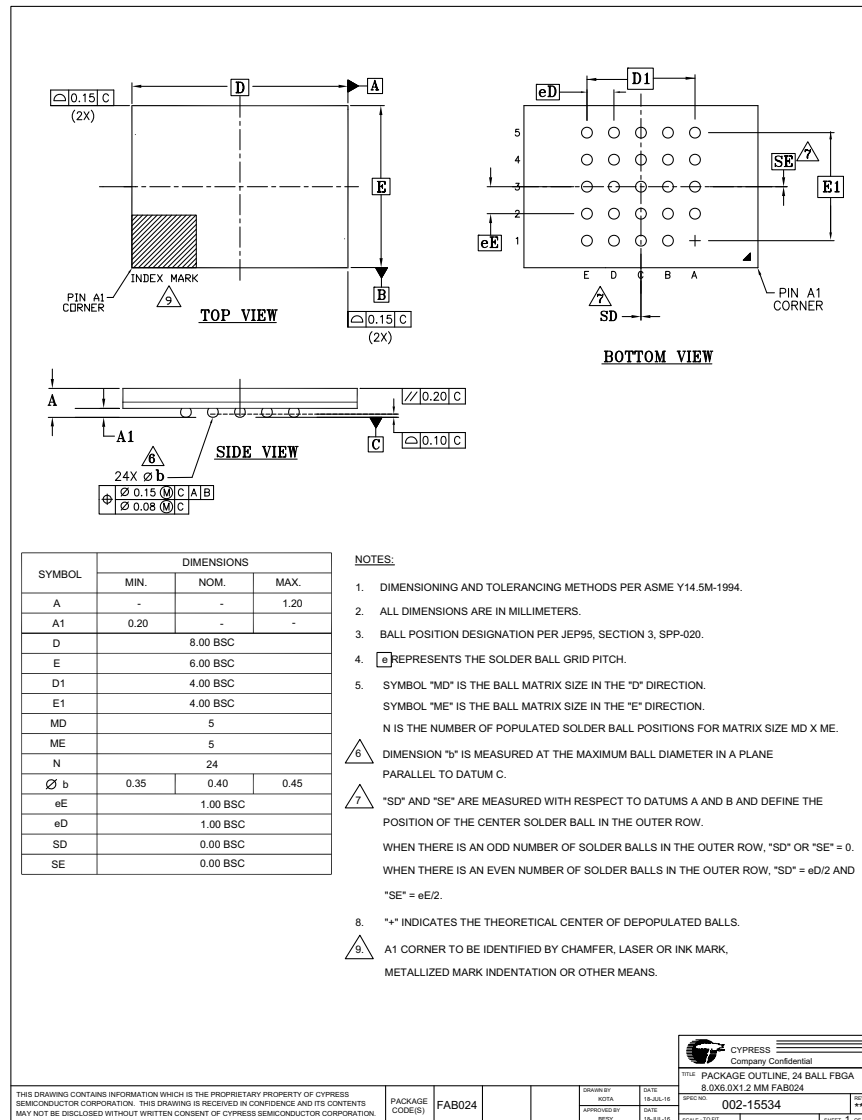 D
A
⌓ 0.15 C
(2X)
E
INDEX MARK
9
PIN A1
CORNER
TOP VIEW
B
⌓ 0.15 C
(2X)
D1
eD
5
4
3
2
1
SE
7
E1
eE
E D C B A
7
SD
PIN A1
CORNER
BOTTOM VIEW
A
A1
// 0.20 C
C
⌓ 0.10 C
SIDE VIEW
6
24X Ø b
⌖ Ø 0.15 Ⓜ C A B
Ø 0.08 Ⓜ C
SYMBOL DIMENSIONS
MIN. NOM. MAX.
A - - 1.20
A1 0.20 - -
D 8.00 BSC
E 6.00 BSC
D1 4.00 BSC
E1 4.00 BSC
MD 5
ME 5
N 24
Ø b 0.35 0.40 0.45
eE 1.00 BSC
eD 1.00 BSC
SD 0.00 BSC
SE 0.00 BSC
NOTES:
1. DIMENSIONING AND TOLERANCING METHODS PER ASME Y14.5M-1994.
2. ALL DIMENSIONS ARE IN MILLIMETERS.
3. BALL POSITION DESIGNATION PER JEP95, SECTION 3, SPP-020.
4. e REPRESENTS THE SOLDER BALL GRID PITCH.
5. SYMBOL "MD" IS THE BALL MATRIX SIZE IN THE "D" DIRECTION.
SYMBOL "ME" IS THE BALL MATRIX SIZE IN THE "E" DIRECTION.
N IS THE NUMBER OF POPULATED SOLDER BALL POSITIONS FOR MATRIX SIZE MD X ME.
6 DIMENSION "b" IS MEASURED AT THE MAXIMUM BALL DIAMETER IN A PLANE
PARALLEL TO DATUM C.
7 "SD" AND "SE" ARE MEASURED WITH RESPECT TO DATUMS A AND B AND DEFINE THE
POSITION OF THE CENTER SOLDER BALL IN THE OUTER ROW.
WHEN THERE IS AN ODD NUMBER OF SOLDER BALLS IN THE OUTER ROW, "SD" OR "SE" = 0.
WHEN THERE IS AN EVEN NUMBER OF SOLDER BALLS IN THE OUTER ROW, "SD" = eD/2 AND
"SE" = eE/2.
8. "+" INDICATES THE THEORETICAL CENTER OF DEPOPULATED BALLS.
9. A1 CORNER TO BE IDENTIFIED BY CHAMFER, LASER OR INK MARK,
METALLIZED MARK INDENTATION OR OTHER MEANS.
CYPRESS
Company Confidential
TITLE PACKAGE OUTLINE, 24 BALL FBGA
8.0X6.0X1.2 MM FAB024
THIS DRAWING CONTAINS INFORMATION WHICH IS THE PROPRIETARY PROPERTY OF CYPRESS
SEMICONDUCTOR CORPORATION. THIS DRAWING IS RECEIVED IN CONFIDENCE AND ITS CONTENTS
MAY NOT BE DISCLOSED WITHOUT WRITTEN CONSENT OF CYPRESS SEMICONDUCTOR CORPORATION.
PACKAGE
CODE(S)
FAB024
DRAWN BY
KOTA
DATE
18-JUL-16
APPROVED BY
BESY
DATE
18-JUL-16
SPEC NO.
002-15534
**
SCALE : TO FIT
SHEET 1